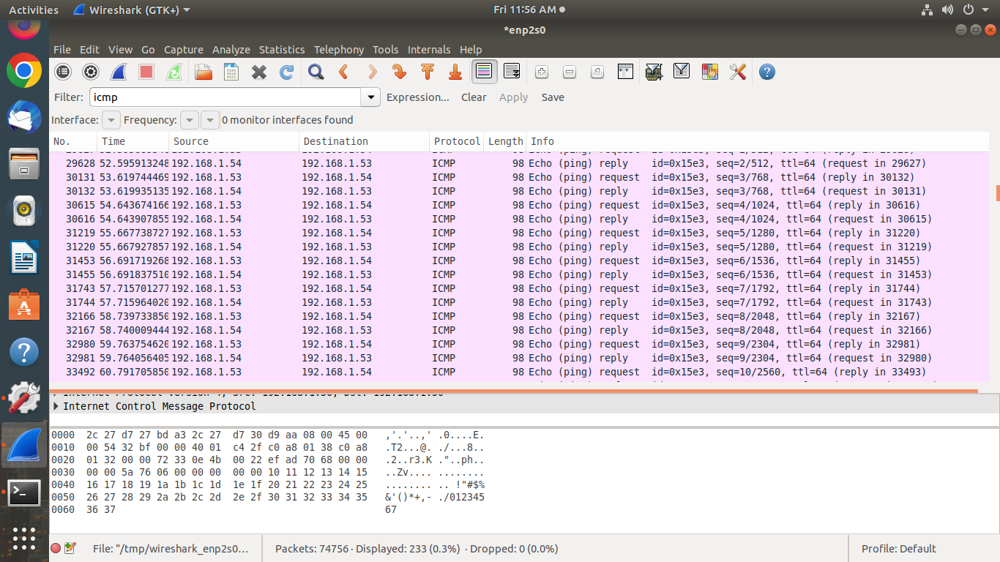 Activities Wireshark (GTK+) Fri 11:56 AM
*enp2s0
File Edit View Go Capture Analyze Statistics Telephony Tools Internals Help
Filter: icmp Expression... Clear Apply Save
Interface: Frequency: 0 monitor interfaces found
No. Time Source Destination Protocol Length Info
29628 52.595913248 192.168.1.54 192.168.1.53 ICMP 98 Echo (ping) reply id=0x15e3, seq=2/512, ttl=64 (request in 29627)
30131 53.619744469 192.168.1.53 192.168.1.54 ICMP 98 Echo (ping) request id=0x15e3, seq=3/768, ttl=64 (reply in 30132)
30132 53.619935135 192.168.1.54 192.168.1.53 ICMP 98 Echo (ping) reply id=0x15e3, seq=3/768, ttl=64 (request in 30131)
30615 54.643674166 192.168.1.53 192.168.1.54 ICMP 98 Echo (ping) request id=0x15e3, seq=4/1024, ttl=64 (reply in 30616)
30616 54.643907855 192.168.1.54 192.168.1.53 ICMP 98 Echo (ping) reply id=0x15e3, seq=4/1024, ttl=64 (request in 30615)
31219 55.667738727 192.168.1.53 192.168.1.54 ICMP 98 Echo (ping) request id=0x15e3, seq=5/1280, ttl=64 (reply in 31220)
31220 55.667927857 192.168.1.54 192.168.1.53 ICMP 98 Echo (ping) reply id=0x15e3, seq=5/1280, ttl=64 (request in 31219)
31453 56.691719268 192.168.1.53 192.168.1.54 ICMP 98 Echo (ping) request id=0x15e3, seq=6/1536, ttl=64 (reply in 31455)
31455 56.691837510 192.168.1.54 192.168.1.53 ICMP 98 Echo (ping) reply id=0x15e3, seq=6/1536, ttl=64 (request in 31453)
31743 57.715701277 192.168.1.53 192.168.1.54 ICMP 98 Echo (ping) request id=0x15e3, seq=7/1792, ttl=64 (reply in 31744)
31744 57.715964020 192.168.1.54 192.168.1.53 ICMP 98 Echo (ping) reply id=0x15e3, seq=7/1792, ttl=64 (request in 31743)
32166 58.739733850 192.168.1.53 192.168.1.54 ICMP 98 Echo (ping) request id=0x15e3, seq=8/2048, ttl=64 (reply in 32167)
32167 58.740009444 192.168.1.54 192.168.1.53 ICMP 98 Echo (ping) reply id=0x15e3, seq=8/2048, ttl=64 (request in 32166)
32980 59.763754620 192.168.1.53 192.168.1.54 ICMP 98 Echo (ping) request id=0x15e3, seq=9/2304, ttl=64 (reply in 32981)
32981 59.764056405 192.168.1.54 192.168.1.53 ICMP 98 Echo (ping) reply id=0x15e3, seq=9/2304, ttl=64 (request in 32980)
33492 60.791705850 192.168.1.53 192.168.1.54 ICMP 98 Echo (ping) request id=0x15e3, seq=10/2560, ttl=64 (reply in 33493)
Internet Control Message Protocol
0000 2c 27 d7 27 bd a3 2c 27 d7 30 d9 aa 08 00 45 00 ,'.'..,' .0....E.
0010 00 54 32 bf 00 00 40 01 c4 2f c0 a8 01 38 c0 a8 .T2...@. ./...8..
0020 01 32 00 00 72 33 0e 4b 00 22 ef ad 70 68 00 00 .2..r3.K ."..ph..
0030 00 00 5a 76 06 00 00 00 00 00 10 11 12 13 14 15 ..Zv.... ........
0040 16 17 18 19 1a 1b 1c 1d 1e 1f 20 21 22 23 24 25 ........ .. !"#$%
0050 26 27 28 29 2a 2b 2c 2d 2e 2f 30 31 32 33 34 35 &'()*+,- ./012345
0060 36 37 67
File: "/tmp/wireshark_enp2s0... Packets: 74756 · Displayed: 233 (0.3%) · Dropped: 0 (0.0%) Profile: Default